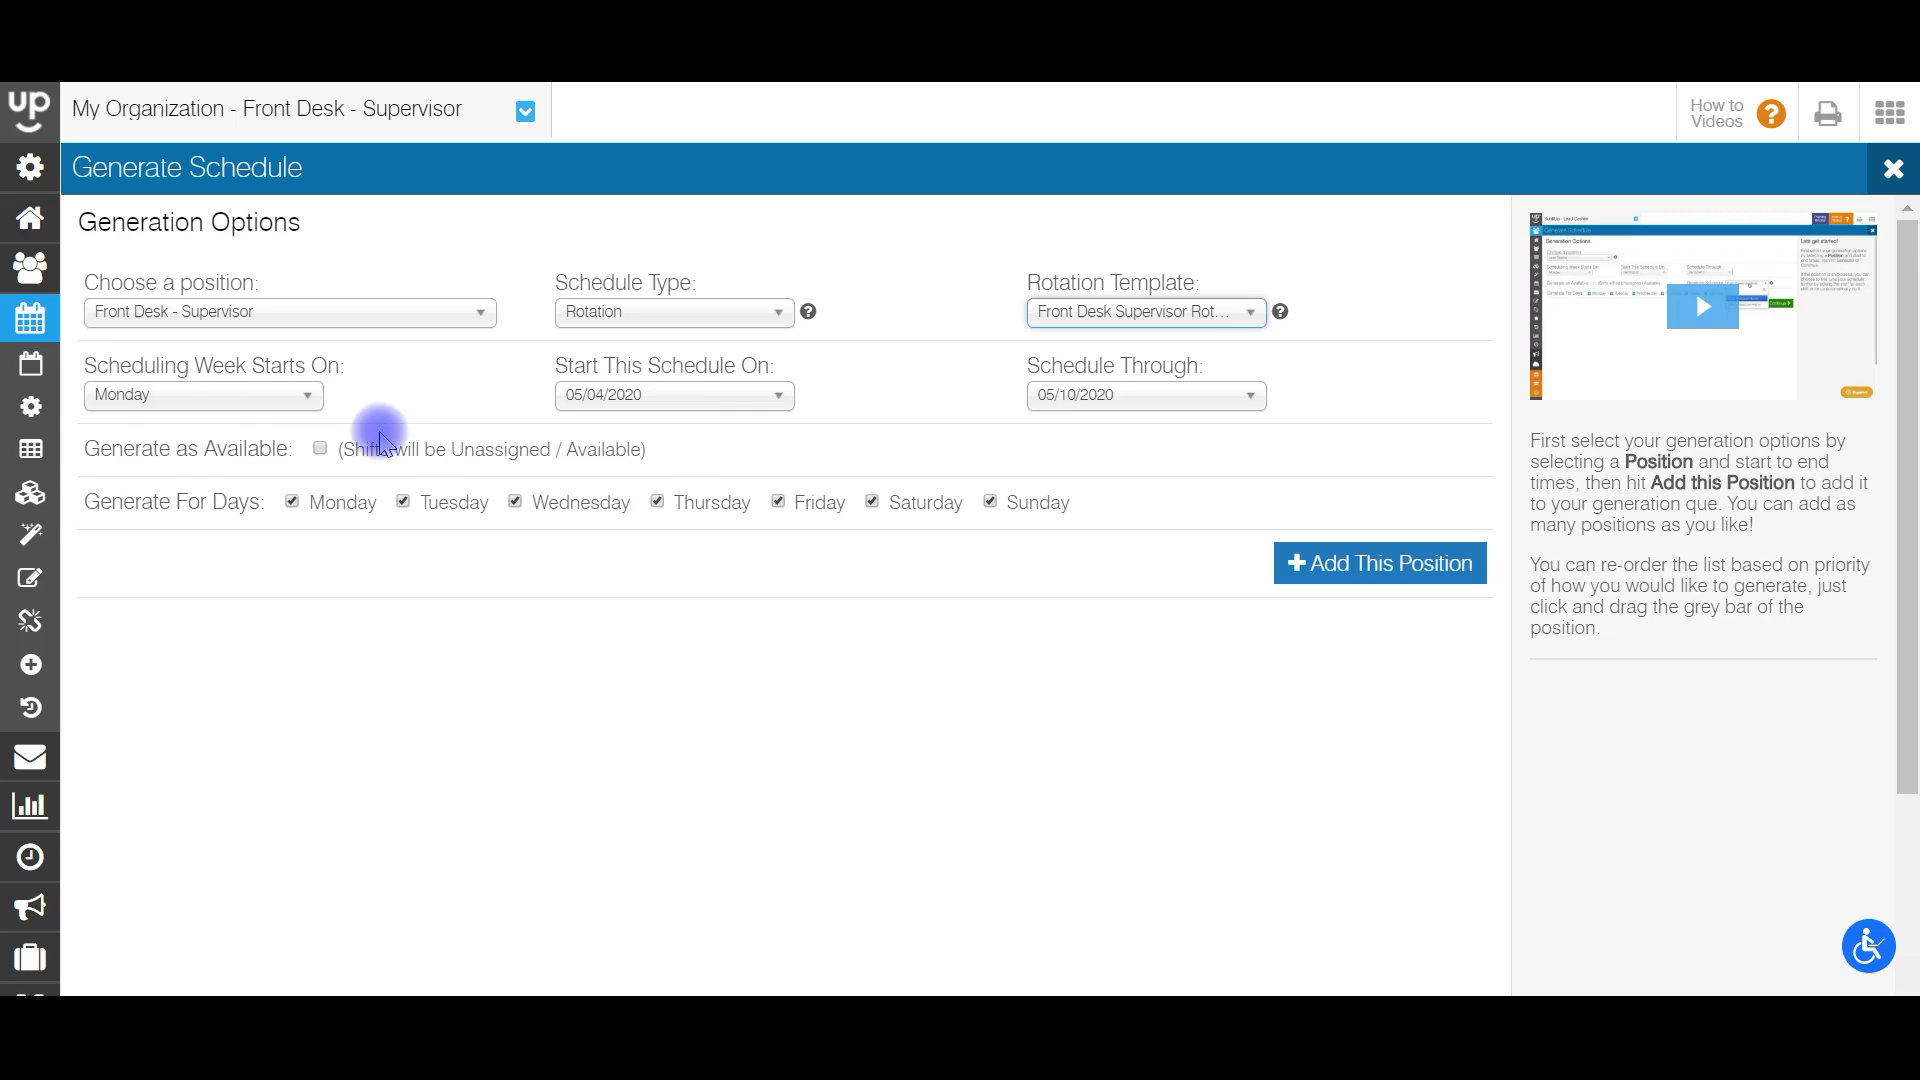 up
My Organization - Front Desk - Supervisor
How to
Videos
Generate Schedule
Generation Options
Choose a position:
Schedule Type:
Rotation Template:
Front Desk - Supervisor
Rotation
Front Desk Supervisor Rot...
Scheduling Week Starts On:
Start This Schedule On:
Schedule Through:
Monday
05/04/2020
05/10/2020
Generate as Available:
(Shifts will be Unassigned / Available)
Generate For Days:
Monday
Tuesday
Wednesday
Thursday
Friday
Saturday
Sunday
Add This Position
First select your generation options by
selecting a Position and start to end
times, then hit Add this Position to add it
to your generation que. You can add as
many positions as you like!
You can re-order the list based on priority
of how you would like to generate, just
click and drag the grey bar of the
position.